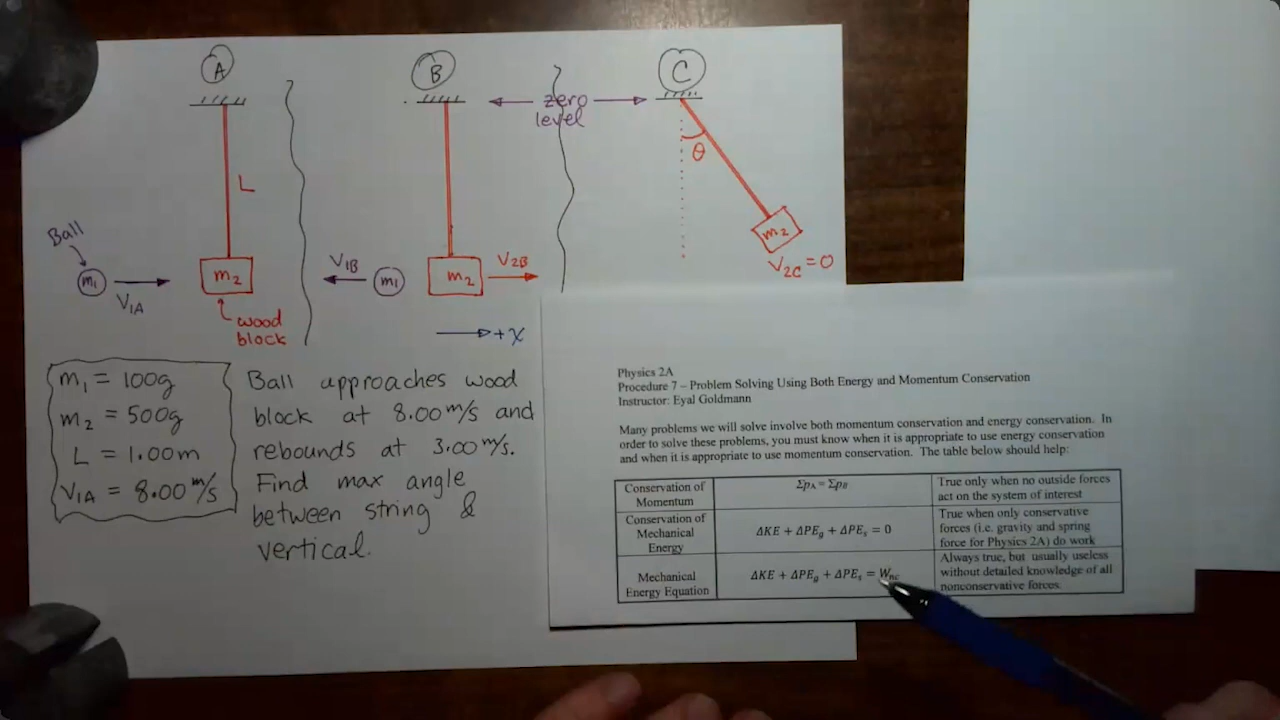 A
B
C
zero
level
L
θ
Ball
m₁
V₁A
m₂
wood
block
V₁B
m₁
m₂
V₂B
m₂
V₂C = 0
+x
m₁ = 100g
m₂ = 500g
L = 1.00m
V₁A = 8.00 m/s
Ball approaches wood
block at 8.00 m/s and
rebounds at 3.00 m/s.
Find max angle
between string &
vertical.
Physics 2A
Procedure 7 – Problem Solving Using Both Energy and Momentum Conservation
Instructor: Eyal Goldmann
Many problems we will solve involve both momentum conservation and energy conservation. In
order to solve these problems, you must know when it is appropriate to use energy conservation
and when it is appropriate to use momentum conservation. The table below should help:
Conservation of
Momentum
ΣpA = ΣpB
True only when no outside forces
act on the system of interest
Conservation of
Mechanical
Energy
ΔKE + ΔPEg + ΔPEs = 0
True when only conservative
forces (i.e. gravity and spring
force for Physics 2A) do work
Mechanical
Energy Equation
ΔKE + ΔPEg + ΔPEs = Wnc
Always true, but usually useless
without detailed knowledge of all
nonconservative forces.